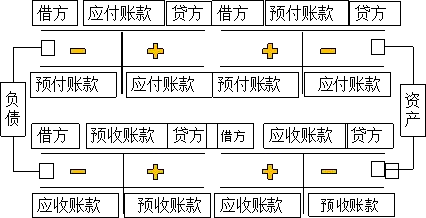 借方 应付账款 贷方 借方 预付账款 贷方
－ ＋ ＋ －
预付账款 应付账款 预付账款 应付账款
负债 资产
借方 预收账款 贷方 借方 应收账款 贷方
－ ＋ ＋ －
应收账款 预收账款 应收账款 预收账款